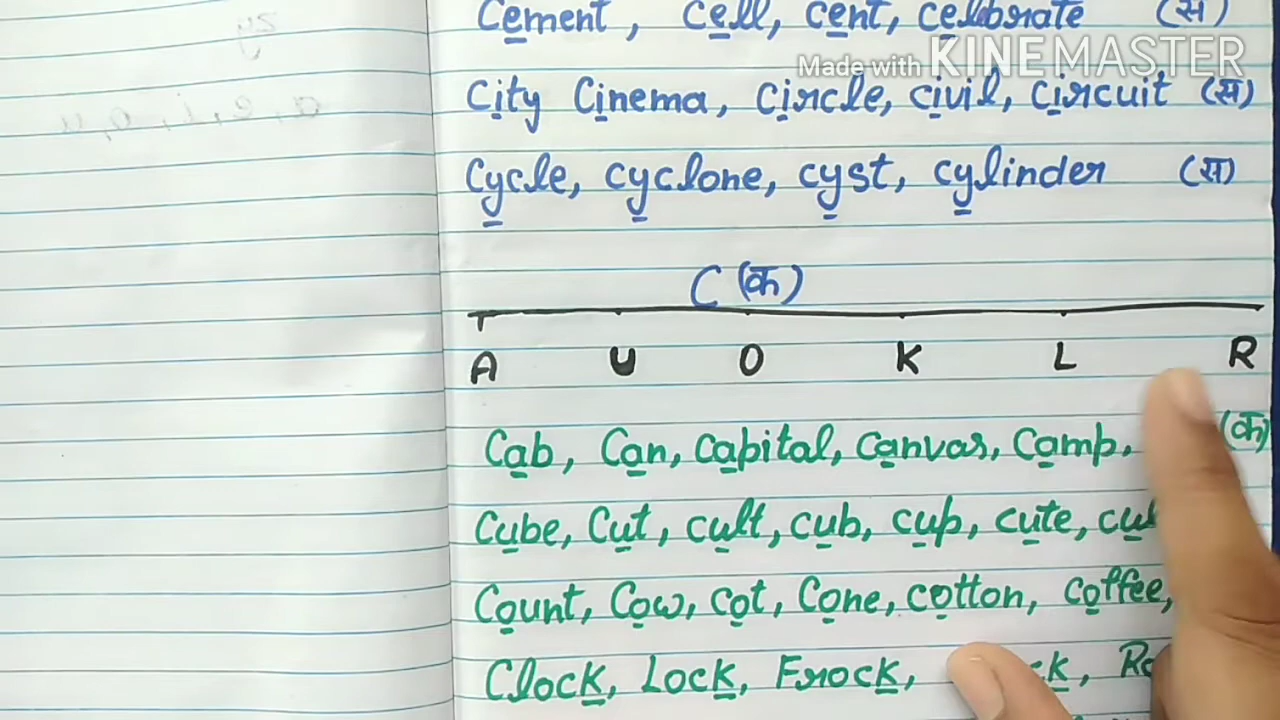 Cement, Cell, cent, celebrate (स)
Made with KINEMASTER
City Cinema, circle, civil, circuit (स)
Cycle, cyclone, cyst, cylinder (स)
C (क)
A U O K L R
Cab, Can, capital, canvas, Camp, (क)
Cube, Cut, cult, cub, cup, cute,
Count, Cow, cot, Cone, cotton, coffee,
Clock, Lock, Frock,